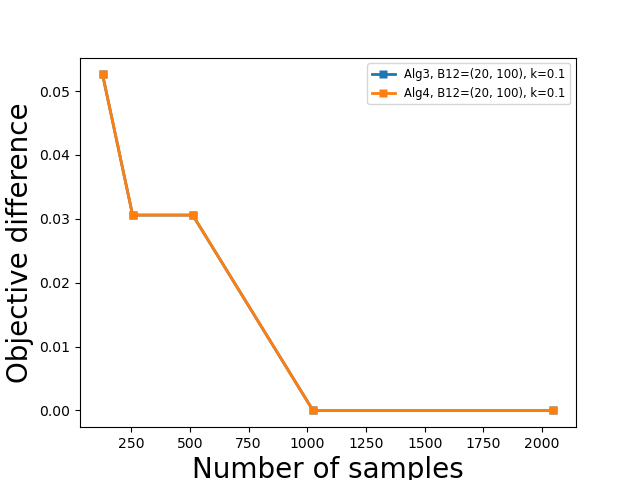 Alg3, B12=(20, 100), k=0.1
Alg4, B12=(20, 100), k=0.1
Objective difference
0.05
0.04
0.03
0.02
0.01
0.00
250 500 750 1000 1250 1500 1750 2000
Number of samples